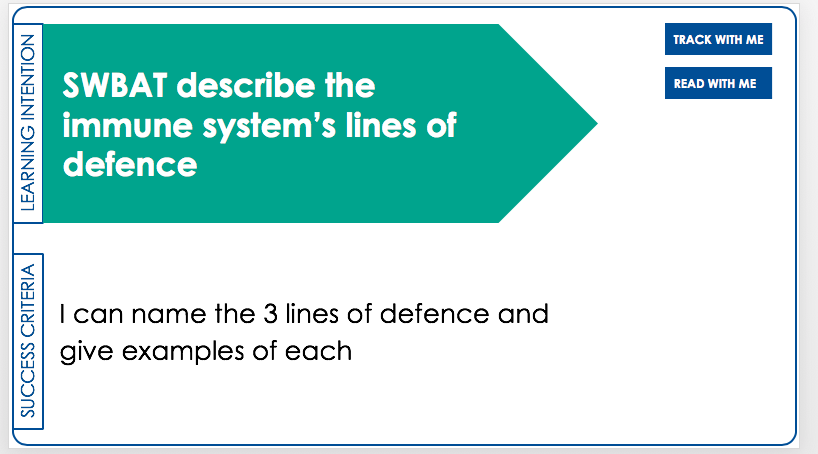 LEARNING INTENTION
SWBAT describe the
immune system’s lines of
defence
TRACK WITH ME
READ WITH ME
SUCCESS CRITERIA
I can name the 3 lines of defence and
give examples of each